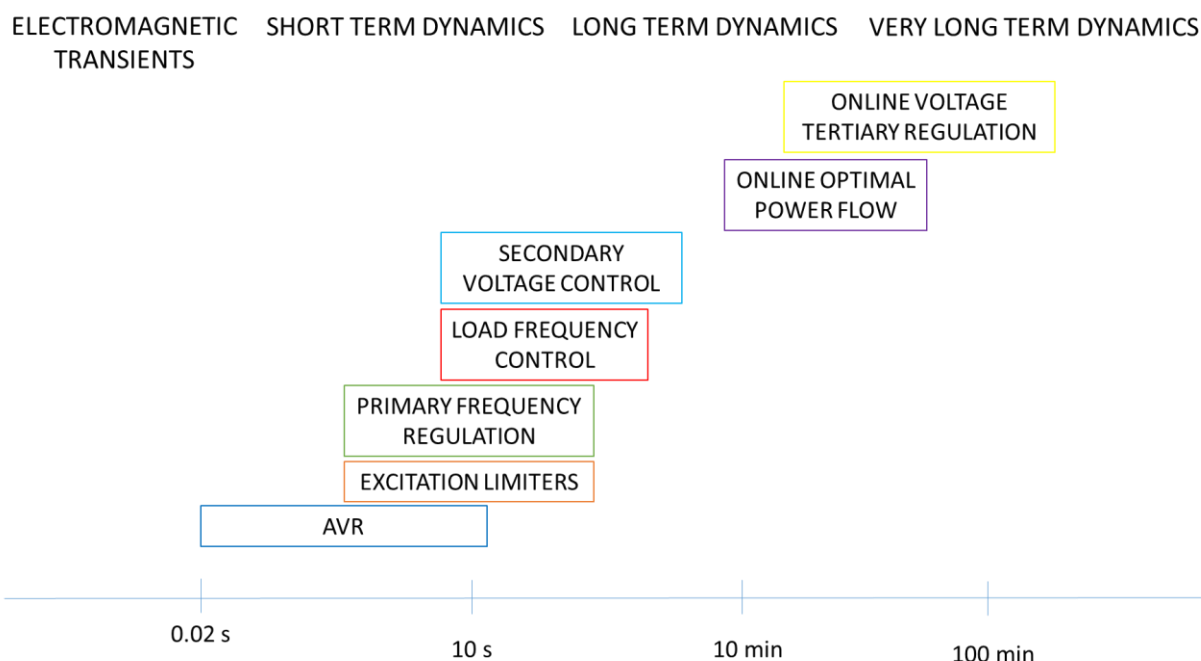 ELECTROMAGNETIC
TRANSIENTS
SHORT TERM DYNAMICS
LONG TERM DYNAMICS
VERY LONG TERM DYNAMICS
ONLINE VOLTAGE
TERTIARY REGULATION
ONLINE OPTIMAL
POWER FLOW
SECONDARY
VOLTAGE CONTROL
LOAD FREQUENCY
CONTROL
PRIMARY FREQUENCY
REGULATION
EXCITATION LIMITERS
AVR
0.02 s
10 s
10 min
100 min